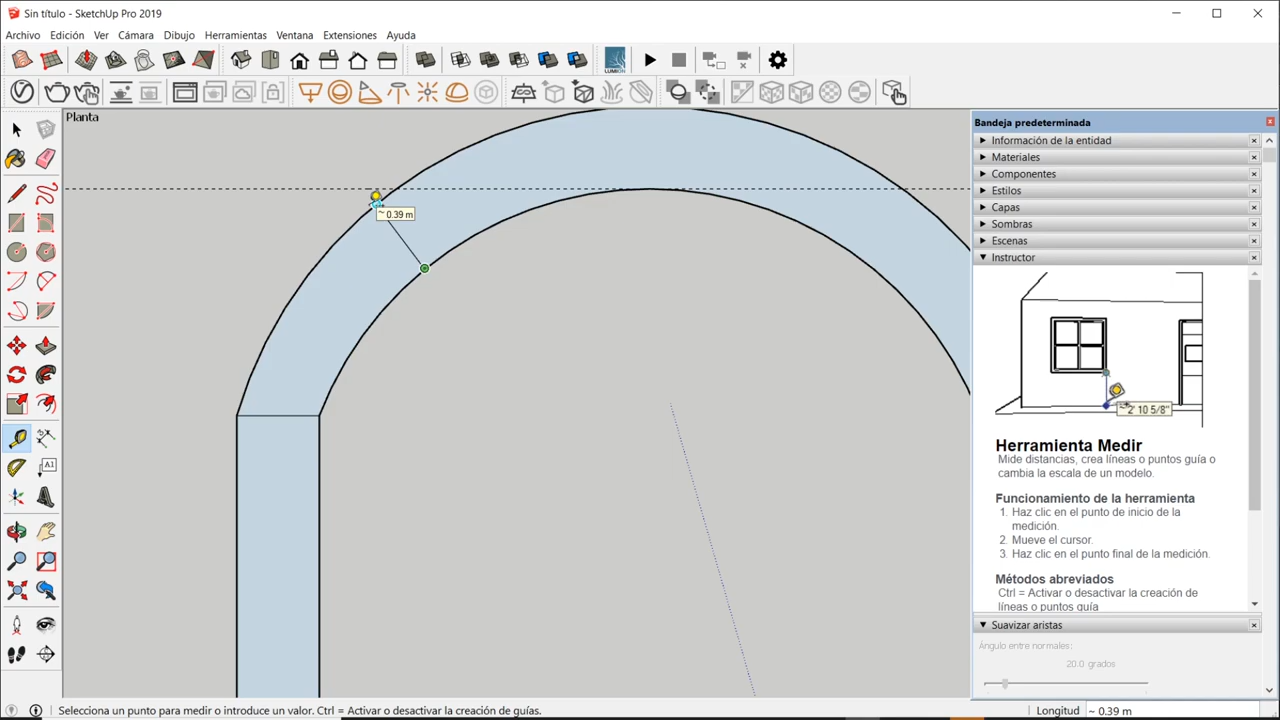 Sin título - SketchUp Pro 2019
Archivo Edición Ver Cámara Dibujo Herramientas Ventana Extensiones Ayuda
LUMION
Planta
~ 0.39 m
Bandeja predeterminada
Información de la entidad
Materiales
Componentes
Estilos
Capas
Sombras
Escenas
Instructor
~2' 10 5/8"
Herramienta Medir
Mide distancias, crea líneas o puntos guía o
cambia la escala de un modelo.
Funcionamiento de la herramienta
1. Haz clic en el punto de inicio de la
medición.
2. Mueve el cursor.
3. Haz clic en el punto final de la medición.
Métodos abreviados
Ctrl = Activar o desactivar la creación de
líneas o puntos guía
Suavizar aristas
Ángulo entre normales:
20.0 grados
A1
Selecciona un punto para medir o introduce un valor. Ctrl = Activar o desactivar la creación de guías.
Longitud ~ 0.39 m